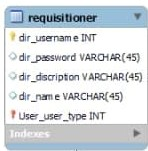 requisitioner
dir_username INT
dir_password VARCHAR(45)
dir_discription VARCHAR(45)
dir_name VARCHAR(45)
User_user_type INT
Indexes